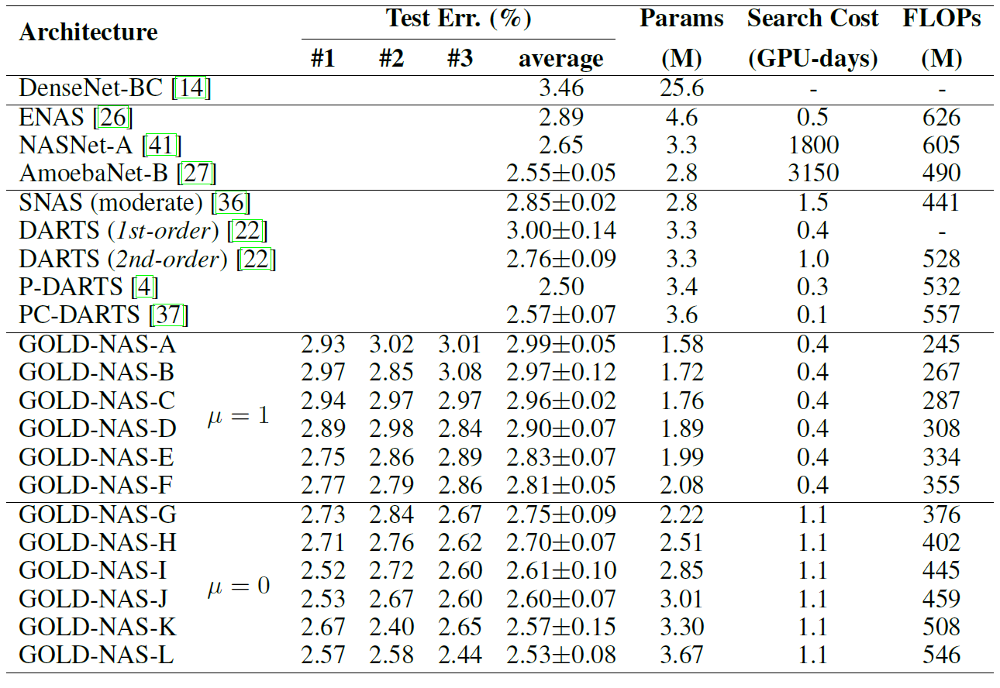 Architecture Test Err. (%) Params Search Cost FLOPs
#1 #2 #3 average (M) (GPU-days) (M)
DenseNet-BC [14] 3.46 25.6 - -
ENAS [26] 2.89 4.6 0.5 626
NASNet-A [41] 2.65 3.3 1800 605
AmoebaNet-B [27] 2.55±0.05 2.8 3150 490
SNAS (moderate) [36] 2.85±0.02 2.8 1.5 441
DARTS (1st-order) [22] 3.00±0.14 3.3 0.4 -
DARTS (2nd-order) [22] 2.76±0.09 3.3 1.0 528
P-DARTS [4] 2.50 3.4 0.3 532
PC-DARTS [37] 2.57±0.07 3.6 0.1 557
GOLD-NAS-A 2.93 3.02 3.01 2.99±0.05 1.58 0.4 245
GOLD-NAS-B 2.97 2.85 3.08 2.97±0.12 1.72 0.4 267
GOLD-NAS-C 2.94 2.97 2.97 2.96±0.02 1.76 0.4 287
μ = 1
GOLD-NAS-D 2.89 2.98 2.84 2.90±0.07 1.89 0.4 308
GOLD-NAS-E 2.75 2.86 2.89 2.83±0.07 1.99 0.4 334
GOLD-NAS-F 2.77 2.79 2.86 2.81±0.05 2.08 0.4 355
GOLD-NAS-G 2.73 2.84 2.67 2.75±0.09 2.22 1.1 376
GOLD-NAS-H 2.71 2.76 2.62 2.70±0.07 2.51 1.1 402
GOLD-NAS-I 2.52 2.72 2.60 2.61±0.10 2.85 1.1 445
μ = 0
GOLD-NAS-J 2.53 2.67 2.60 2.60±0.07 3.01 1.1 459
GOLD-NAS-K 2.67 2.40 2.65 2.57±0.15 3.30 1.1 508
GOLD-NAS-L 2.57 2.58 2.44 2.53±0.08 3.67 1.1 546